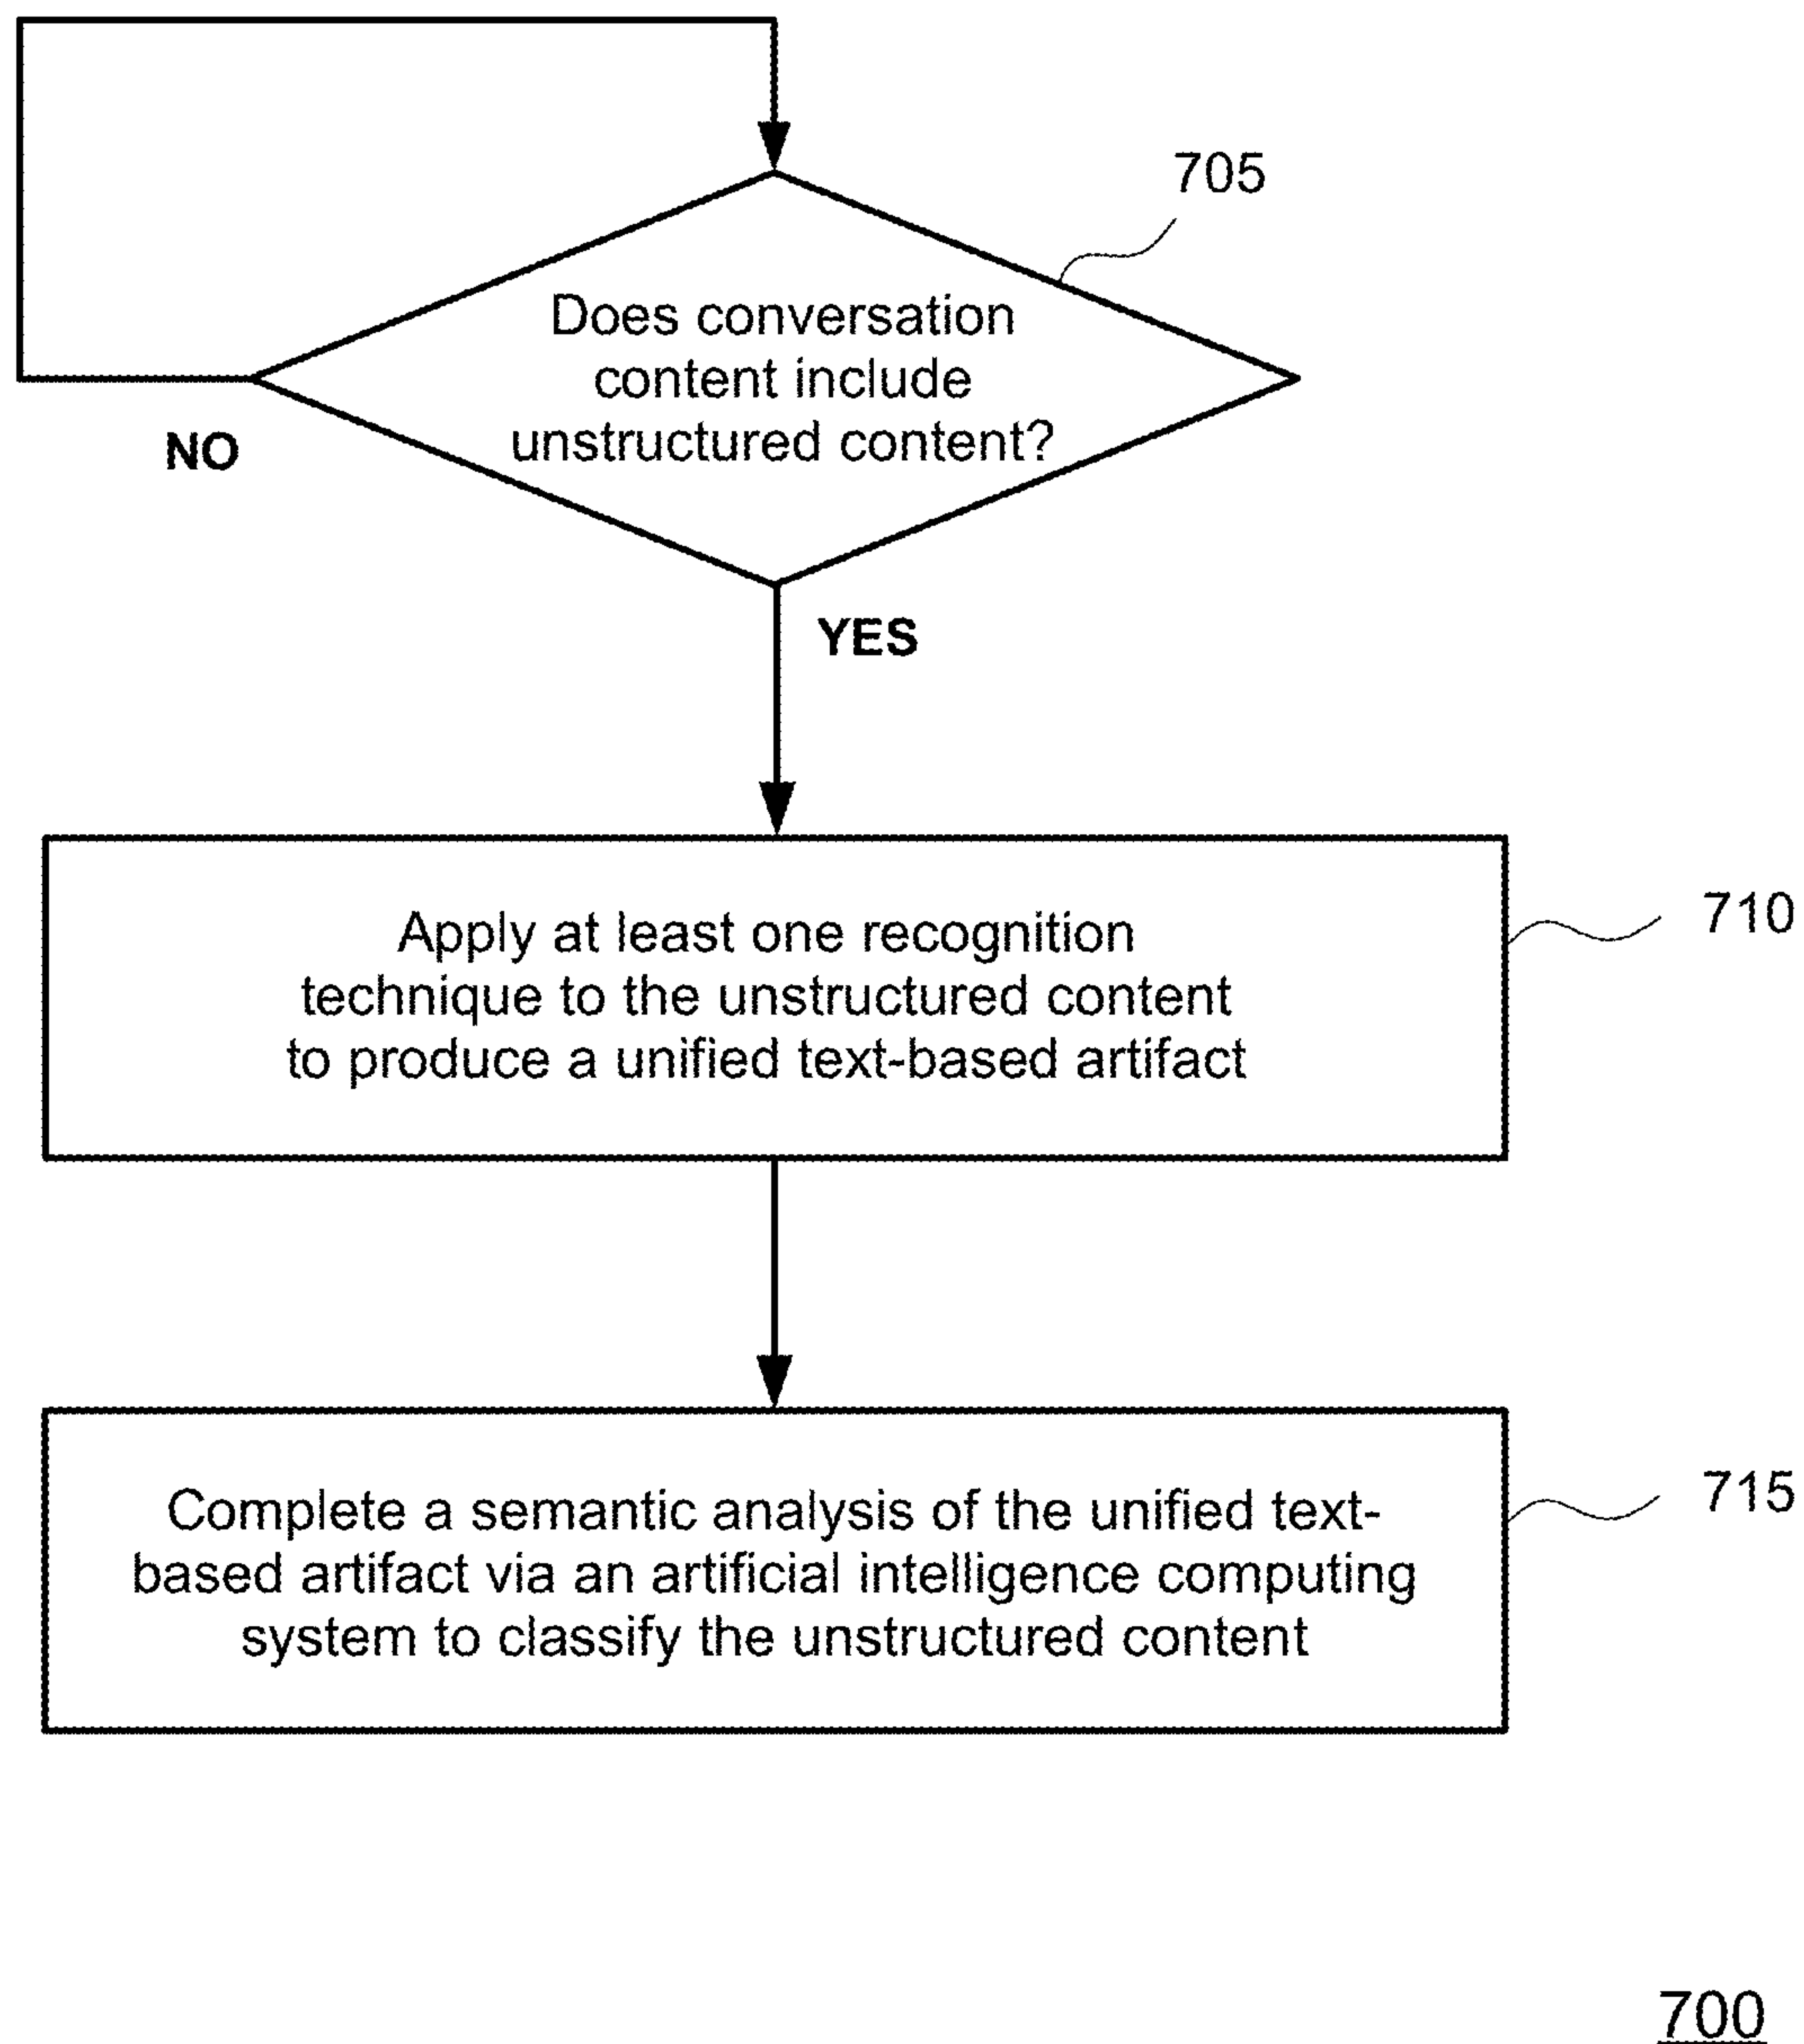 705
Does conversation
content include
unstructured content?
NO
YES
Apply at least one recognition
technique to the unstructured content
to produce a unified text-based artifact
710
Complete a semantic analysis of the unified text-
based artifact via an artificial intelligence computing
system to classify the unstructured content
715
700